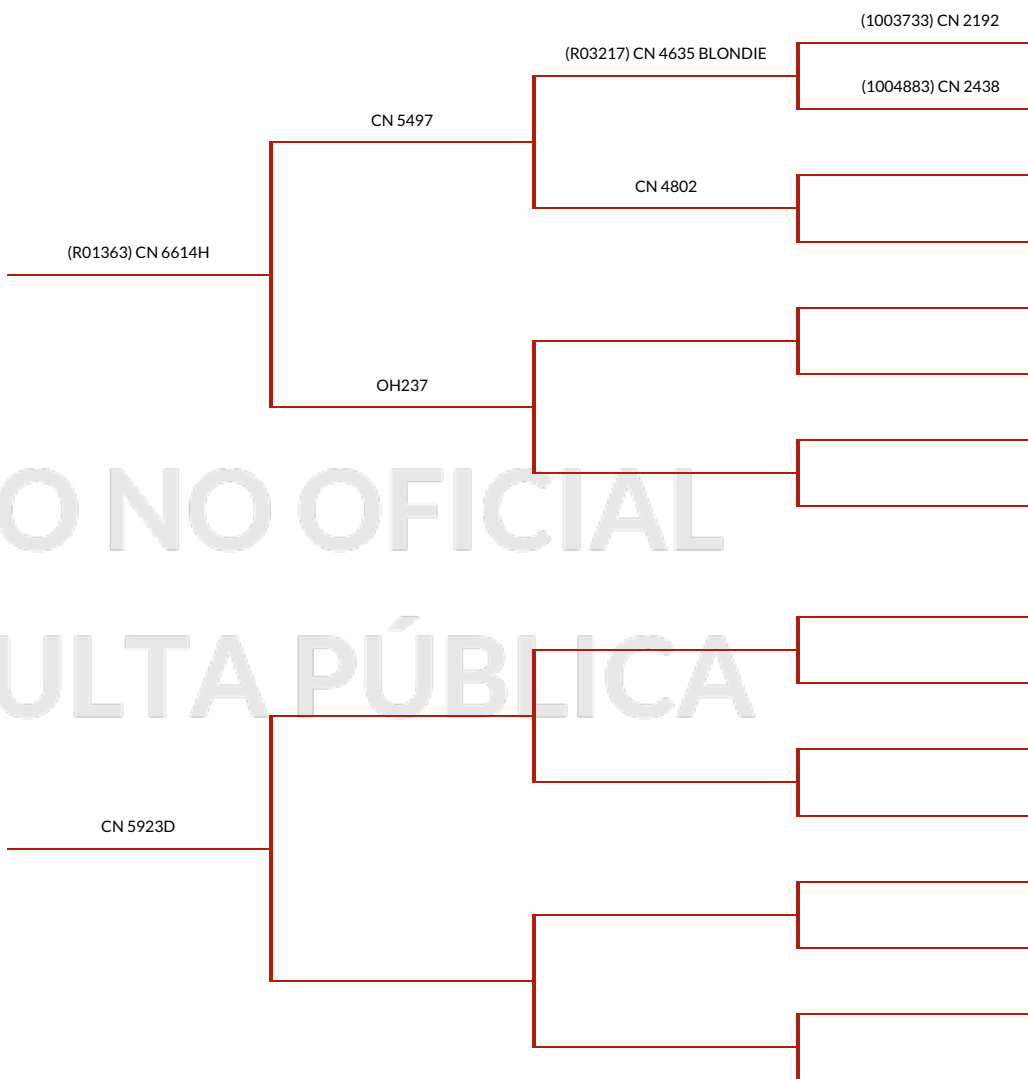 (1003733) CN 2192
(R03217) CN 4635 BLONDIE
(1004883) CN 2438
CN 5497
CN 4802
(R01363) CN 6614H
OH237
O NO OFICIAL
ULTA PÚBLICA
CN 5923D